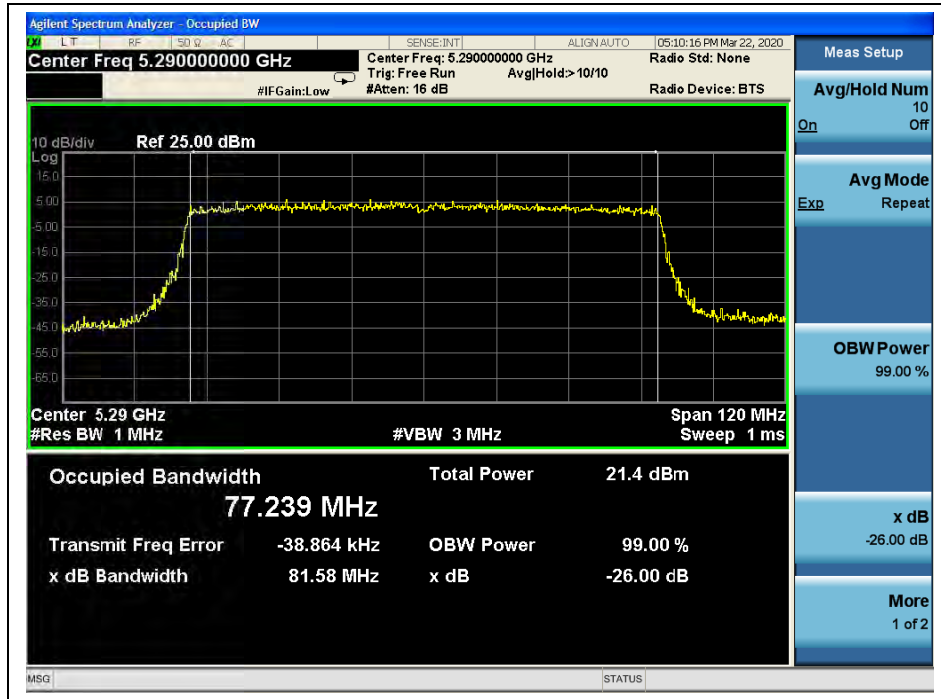 Agilent Spectrum Analyzer - Occupied BW
LXI LT RF 50 Ω AC SENSE:INT ALIGN AUTO 05:10:16 PM Mar 22, 2020
Center Freq 5.290000000 GHz
Center Freq: 5.290000000 GHz
Radio Std: None
Trig: Free Run Avg|Hold:>10/10
#IFGain:Low
#Atten: 16 dB
Radio Device: BTS
10 dB/div Ref 25.00 dBm
Log
15.0
5.00
-5.00
-15.0
-25.0
-35.0
-45.0
-55.0
-65.0
Center 5.29 GHz
Span 120 MHz
#Res BW 1 MHz
#VBW 3 MHz
Sweep 1 ms
Occupied Bandwidth
77.239 MHz
Total Power 21.4 dBm
Transmit Freq Error -38.864 kHz
OBW Power 99.00 %
x dB Bandwidth 81.58 MHz
x dB -26.00 dB
Meas Setup
Avg/Hold Num
10
On Off
Avg Mode
Exp Repeat
OBW Power
99.00 %
x dB
-26.00 dB
More
1 of 2
MSG
STATUS